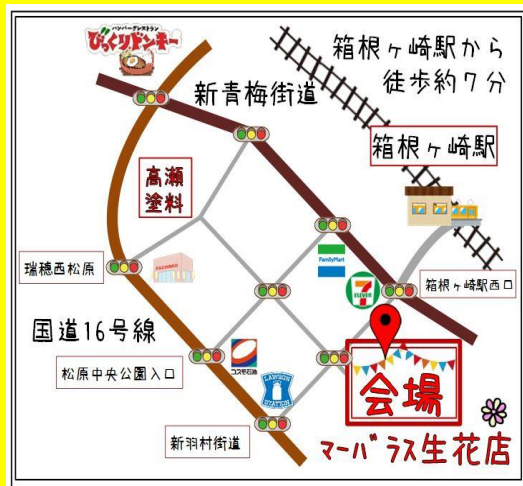 ハンバーグレストラン
びっくりドンキー
箱根ヶ崎駅から
徒歩約7分
新青梅街道
箱根ヶ崎駅
高瀬
塗料
FamilyMart
瑞穂西松原
PACHINKO
7
ELEVEN
箱根ヶ崎駅西口
国道16号線
コスモ石油
松原中央公園入口
LAWSON
STATION
会場
新羽村街道
マーバラス生花店